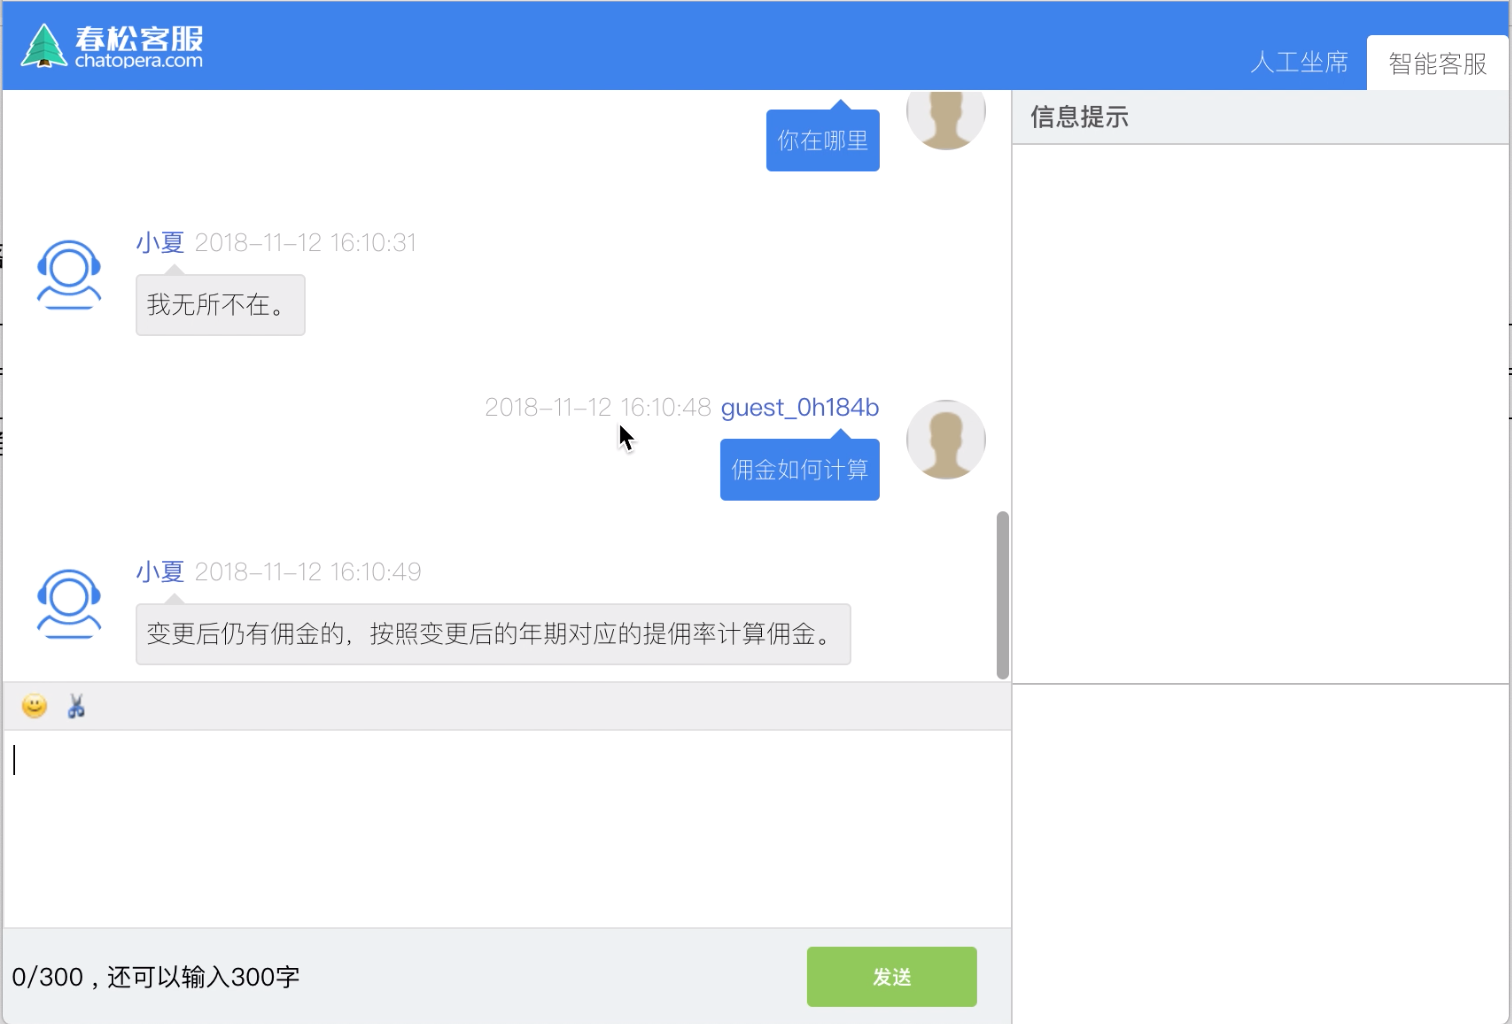 春松客服
chatopera.com
人工坐席
智能客服
信息提示
你在哪里
小夏 2018-11-12 16:10:31
我无所不在。
2018-11-12 16:10:48 guest_0h184b
佣金如何计算
小夏 2018-11-12 16:10:49
变更后仍有佣金的，按照变更后的年期对应的提佣率计算佣金。
0/300 , 还可以输入300字
发送